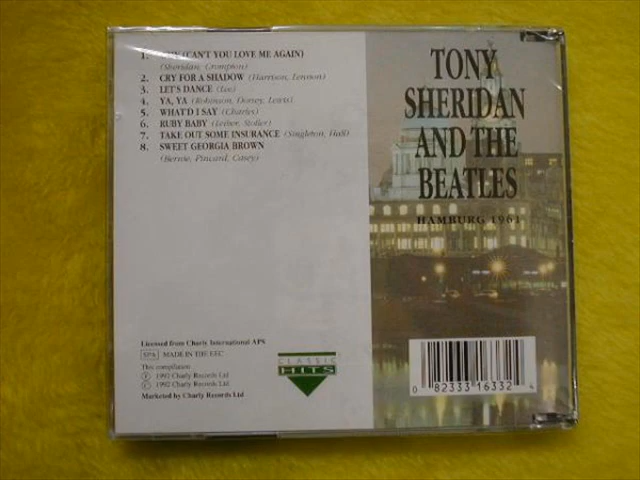 1. (CAN'T YOU LOVE ME AGAIN)
(Sheridan, Crompton)
2. CRY FOR A SHADOW (Harrison, Lennon)
3. LET'S DANCE (Lee)
4. YA, YA (Robinson, Dorsey, Lewis)
5. WHAT'D I SAY (Charles)
6. RUBY BABY (Leiber, Stoller)
7. TAKE OUT SOME INSURANCE (Singleton, Hall)
8. SWEET GEORGIA BROWN
(Bernie, Pincard, Casey)
TONY
SHERIDAN
AND THE
BEATLES
HAMBURG 1961
Licensed from Charly International APS
SPA MADE IN THE EEC
This compilation
Ⓟ 1992 Charly Records Ltd
© 1992 Charly Records Ltd
Marketed by Charly Records Ltd
CLASSIC
HITS
0 82333 16332 4